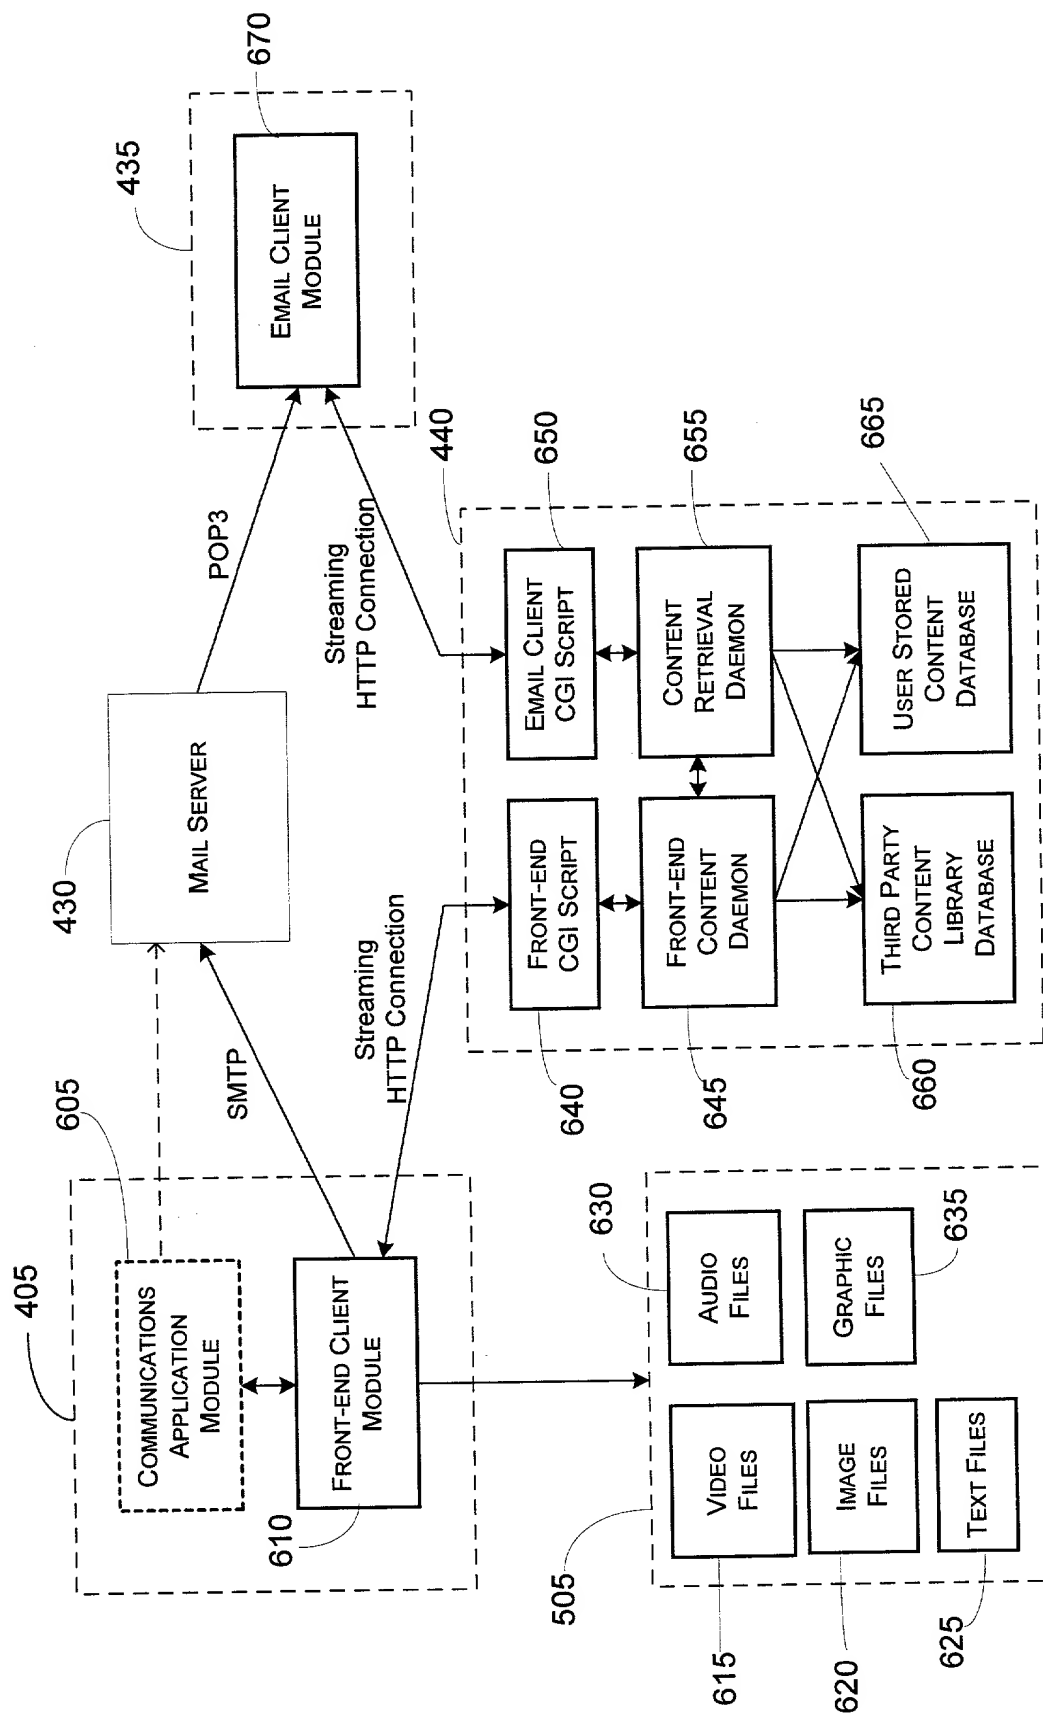 405
605
COMMUNICATIONS
APPLICATION
MODULE
FRONT-END CLIENT
MODULE
610
SMTP
430
MAIL SERVER
POP3
435
EMAIL CLIENT
MODULE
670
Streaming
HTTP Connection
Streaming
HTTP Connection
440
FRONT-END
CGI SCRIPT
640
EMAIL CLIENT
CGI SCRIPT
650
FRONT-END
CONTENT
DAEMON
645
CONTENT
RETRIEVAL
DAEMON
655
THIRD PARTY
CONTENT
LIBRARY
DATABASE
660
USER STORED
CONTENT
DATABASE
665
505
VIDEO
FILES
615
AUDIO
FILES
630
IMAGE
FILES
620
GRAPHIC
FILES
635
TEXT FILES
625